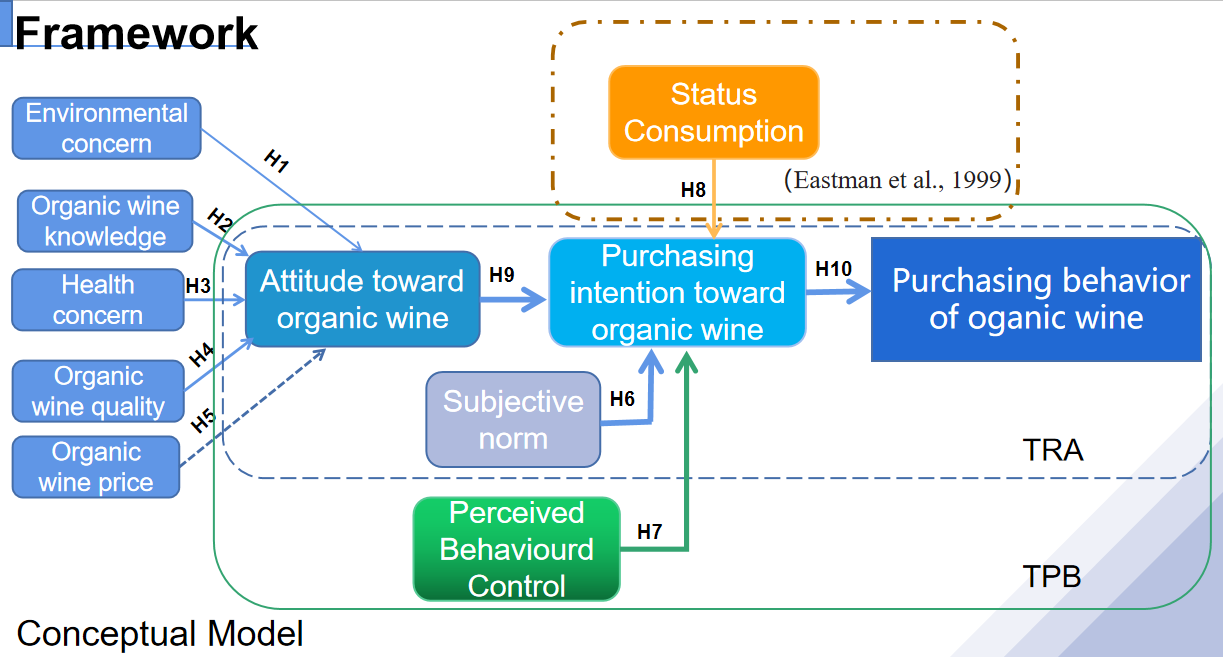 Framework
Environmental
concern
H1
Organic wine
knowledge
H2
Health
concern
H3
Organic
wine quality
H4
Organic
wine price
H5
Status
Consumption
(Eastman et al., 1999)
H8
Attitude toward
organic wine
H9
Purchasing
intention toward
organic wine
H10
Purchasing behavior
of oganic wine
Subjective
norm
H6
TRA
Perceived
Behaviourd
Control
H7
TPB
Conceptual Model